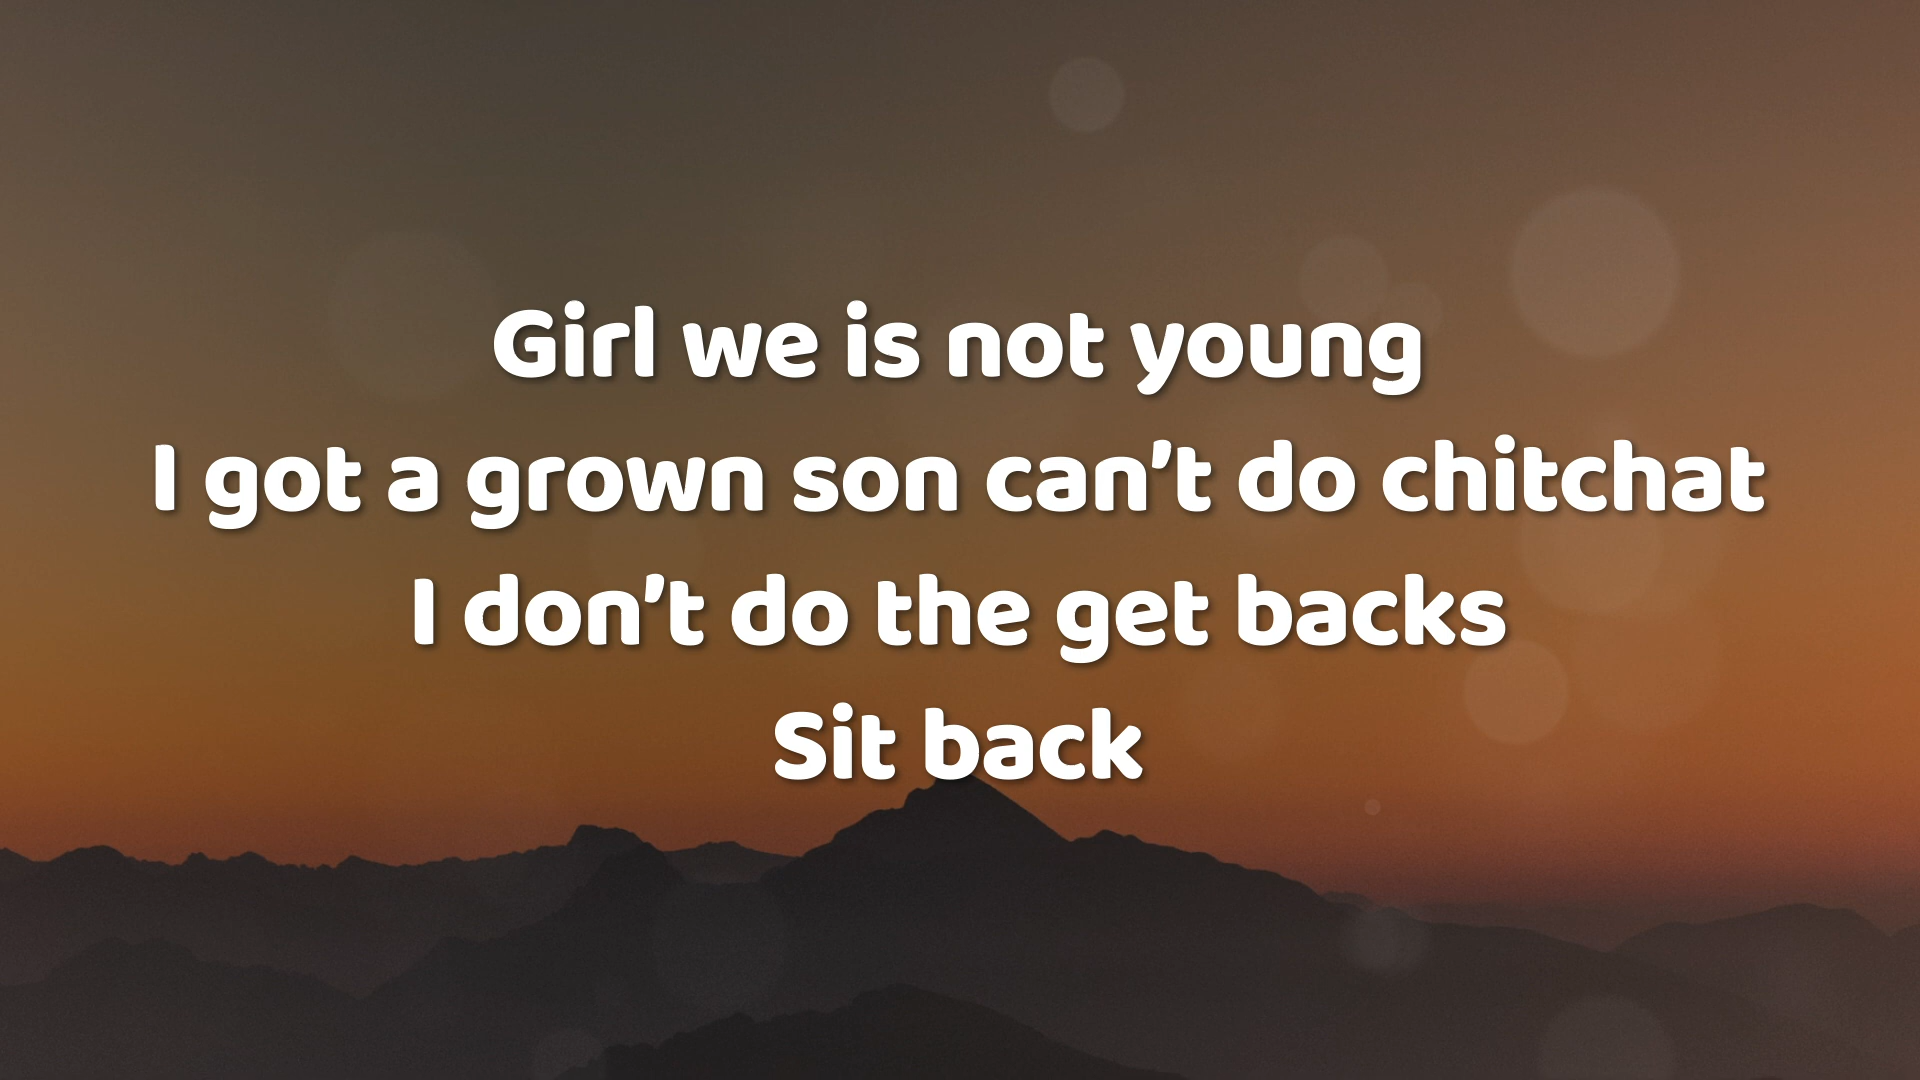 Girl we is not young
I got a grown son can’t do chitchat
I don’t do the get backs
Sit back